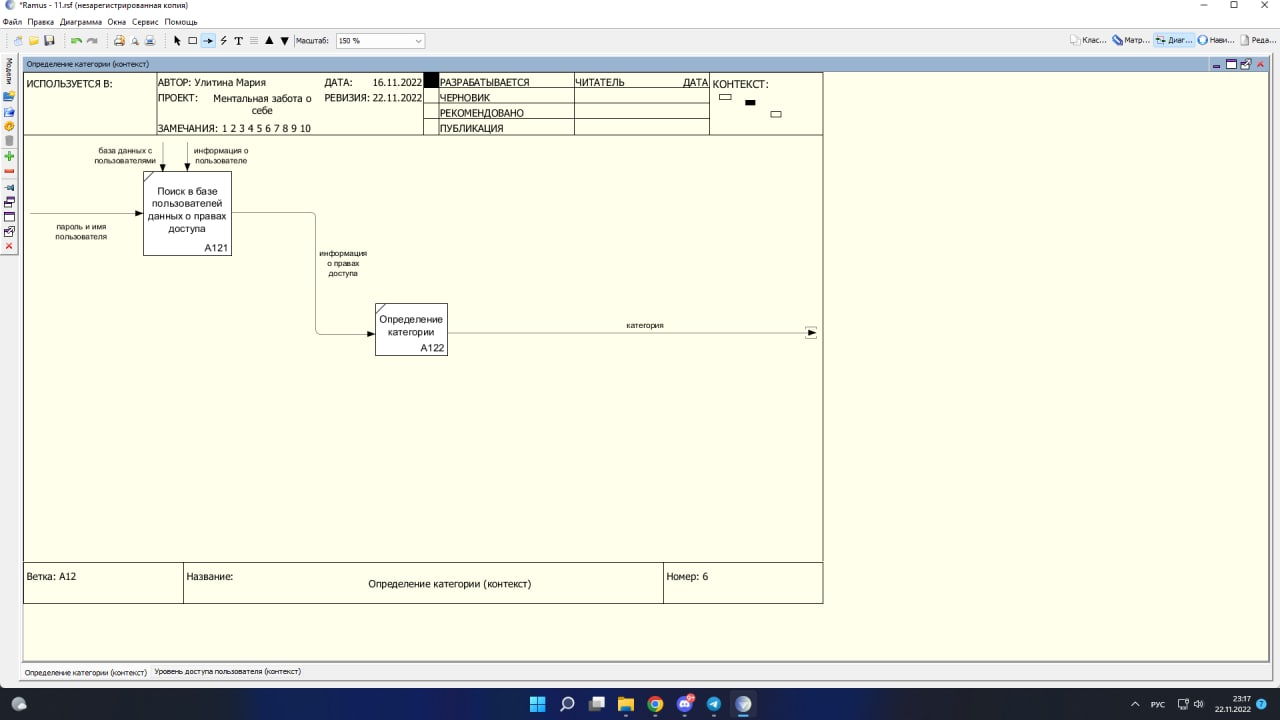 *Ramus - 11.rsf (незарегистрированная копия)
Файл Правка Диаграмма Окна Сервис Помощь
Масштаб: 150 %
Клас... Матр... Диаг... Нави... Реда...
Модели
Определение категории (контекст)
ИСПОЛЬЗУЕТСЯ В:
АВТОР: Улитина Мария
ДАТА: 16.11.2022
ПРОЕКТ: Ментальная забота о
себе
РЕВИЗИЯ: 22.11.2022
ЗАМЕЧАНИЯ: 1 2 3 4 5 6 7 8 9 10
РАЗРАБАТЫВАЕТСЯ
ЧЕРНОВИК
РЕКОМЕНДОВАНО
ПУБЛИКАЦИЯ
ЧИТАТЕЛЬ
ДАТА
КОНТЕКСТ:
база данных с
пользователями
информация о
пользователе
Поиск в базе
пользователей
данных о правах
доступа
A121
пароль и имя
пользователя
информация
о правах
доступа
Определение
категории
A122
категория
Ветка: A12
Название:
Определение категории (контекст)
Номер: 6
Определение категории (контекст)
Уровень доступа пользователя (контекст)
9+
РУС
23:17
22.11.2022
7